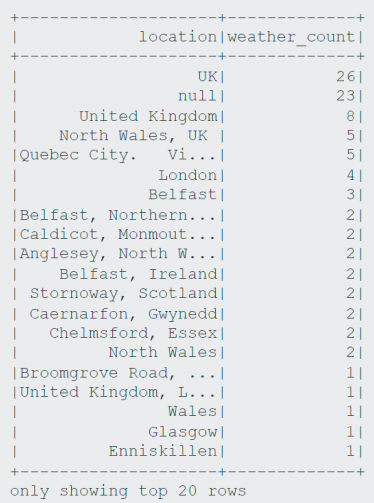 +--------------------+-------------+
|            location|weather_count|
+--------------------+-------------+
|                  UK|           26|
|                null|           23|
|      United Kingdom|            8|
|    North Wales, UK |            5|
|Quebec City.   Vi...|            5|
|              London|            4|
|             Belfast|            3|
|Belfast, Northern...|            2|
|Caldicot, Monmout...|            2|
|Anglesey, North W...|            2|
|    Belfast, Ireland|            2|
| Stornoway, Scotland|            2|
| Caernarfon, Gwynedd|            2|
|   Chelmsford, Essex|            2|
|         North Wales|            2|
|Broomgrove Road, ...|            1|
|United Kingdom, L...|            1|
|               Wales|            1|
|             Glasgow|            1|
|         Enniskillen|            1|
+--------------------+-------------+
only showing top 20 rows